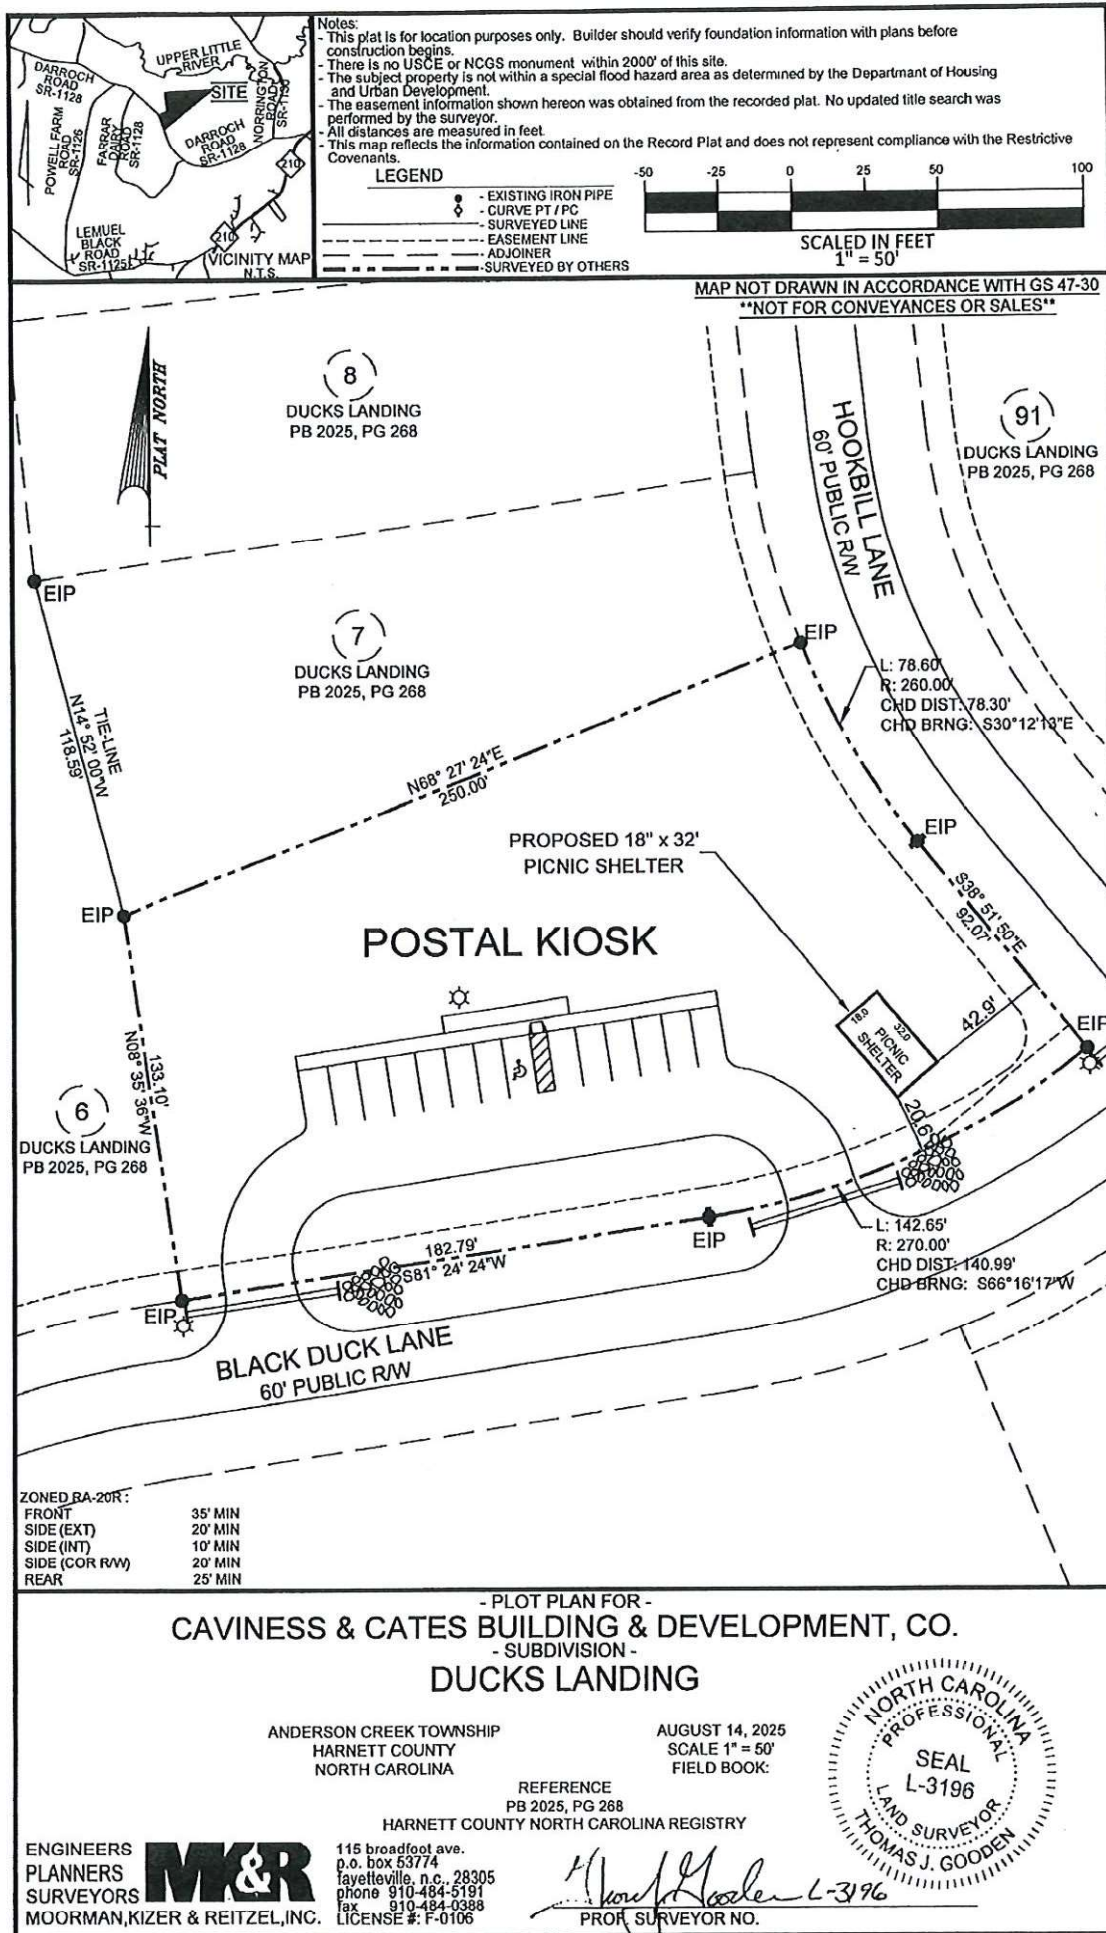 DARROCH
ROAD
SR-1128
UPPER LITTLE
RIVER
SITE
NORRINGTON
ROAD
POWELL FARM
ROAD
SR-1126
FARRAR
DAIRY
ROAD
SR-1128
DARROCH
ROAD
SR-1128
210
LEMUEL
BLACK
ROAD
SR-1125
210
VICINITY MAP
N.T.S.
Notes:
- This plat is for location purposes only. Builder should verify foundation information with plans before
construction begins.
- There is no USCE or NCGS monument within 2000' of this site.
- The subject property is not within a special flood hazard area as determined by the Department of Housing
and Urban Development.
- The easement information shown hereon was obtained from the recorded plat. No updated title search was
performed by the surveyor.
- All distances are measured in feet.
- This map reflects the information contained on the Record Plat and does not represent compliance with the Restrictive
Covenants.
LEGEND
- EXISTING IRON PIPE
- CURVE PT / PC
- SURVEYED LINE
- EASEMENT LINE
- ADJOINER
- SURVEYED BY OTHERS
-50 -25 0 25 50 100
SCALED IN FEET
1" = 50'
MAP NOT DRAWN IN ACCORDANCE WITH GS 47-30
**NOT FOR CONVEYANCES OR SALES**
PLAT NORTH
8
DUCKS LANDING
PB 2025, PG 268
HOOKBILL LANE
60' PUBLIC R/W
91
DUCKS LANDING
PB 2025, PG 268
EIP
7
DUCKS LANDING
PB 2025, PG 268
EIP
L: 78.60'
R: 260.00'
CHD DIST: 78.30'
CHD BRNG: S30°12'13"E
TIE-LINE
N14° 52' 00"W
118.59'
N68° 27' 24"E
250.00'
EIP
PROPOSED 18" x 32'
PICNIC SHELTER
S38° 51' 50"E
92.07'
EIP
POSTAL KIOSK
18.0
32.0
PICNIC
SHELTER
42.9'
EIP
133.10'
N08° 35' 36"W
6
DUCKS LANDING
PB 2025, PG 268
20.6
182.79'
S81° 24' 24"W
EIP
L: 142.65'
R: 270.00'
CHD DIST: 140.99'
CHD BRNG: S66°16'17"W
EIP
BLACK DUCK LANE
60' PUBLIC R/W
ZONED RA-20R :
FRONT 35' MIN
SIDE (EXT) 20' MIN
SIDE (INT) 10' MIN
SIDE (COR R/W) 20' MIN
REAR 25' MIN
- PLOT PLAN FOR -
CAVINESS & CATES BUILDING & DEVELOPMENT, CO.
- SUBDIVISION -
DUCKS LANDING
ANDERSON CREEK TOWNSHIP
HARNETT COUNTY
NORTH CAROLINA
AUGUST 14, 2025
SCALE 1" = 50'
FIELD BOOK:
REFERENCE
PB 2025, PG 268
HARNETT COUNTY NORTH CAROLINA REGISTRY
NORTH CAROLINA
PROFESSIONAL
SEAL
L-3196
LAND SURVEYOR
THOMAS J. GOODEN
ENGINEERS
PLANNERS
SURVEYORS
MK&R
MOORMAN, KIZER & REITZEL, INC.
115 broadfoot ave.
p.o. box 53774
fayetteville, n.c., 28305
phone 910-484-5191
fax 910-484-0388
LICENSE #: F-0106
L-3196
PROF. SURVEYOR NO.